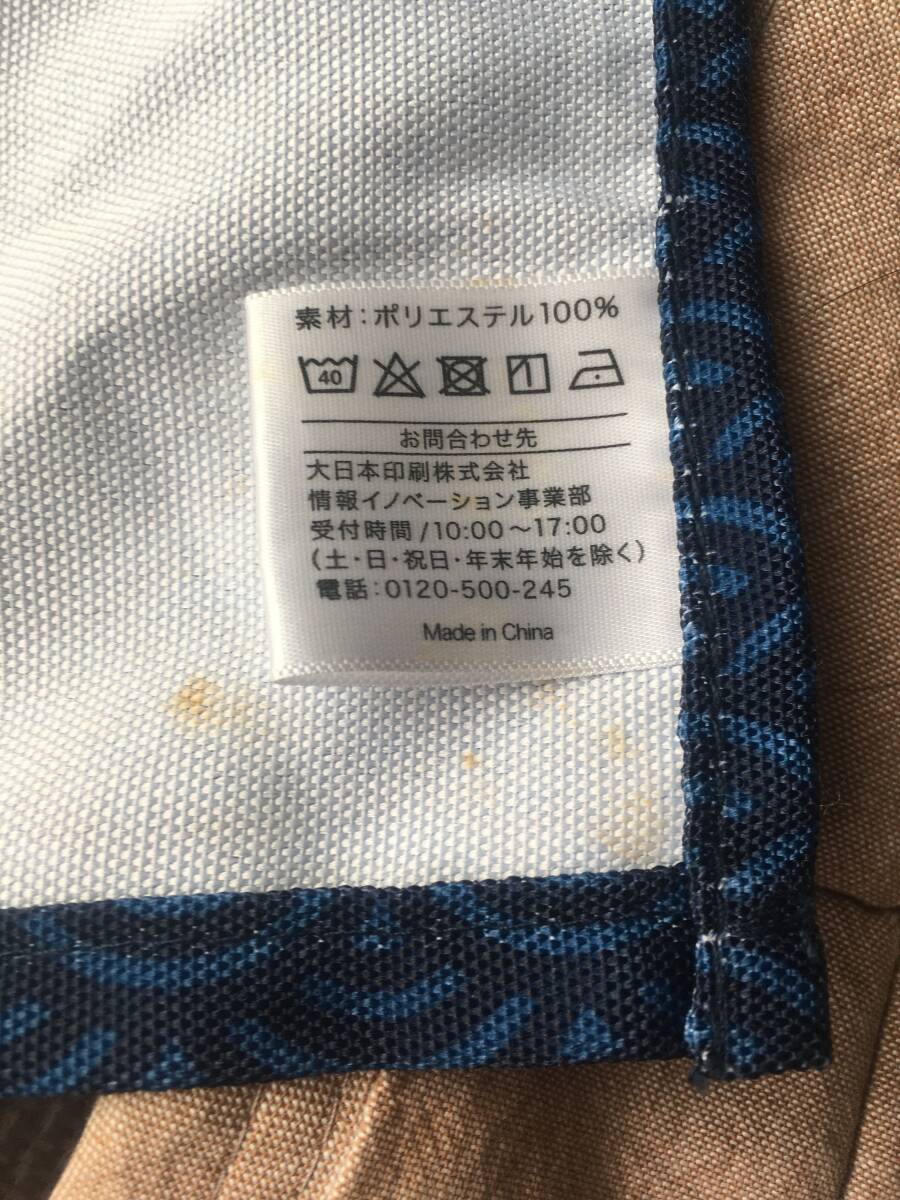 素材:ポリエステル100%
40
お問合わせ先
大日本印刷株式会社
情報イノベーション事業部
受付時間/10:00~17:00
(土・日・祝日・年末年始を除く)
電話:0120-500-245
Made in China